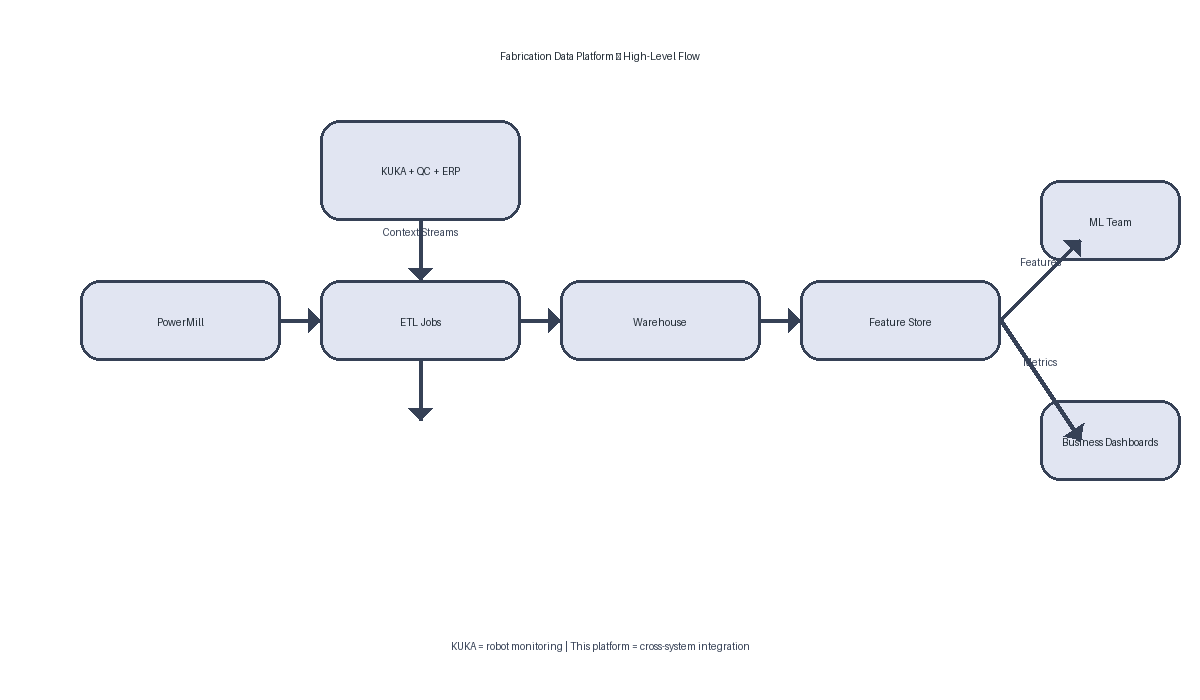 Fabrication Data Platform ▯ High-Level Flow
KUKA + QC + ERP
Context Streams
ML Team
Features
PowerMill
ETL Jobs
Warehouse
Feature Store
Metrics
Business Dashboards
KUKA = robot monitoring | This platform = cross-system integration